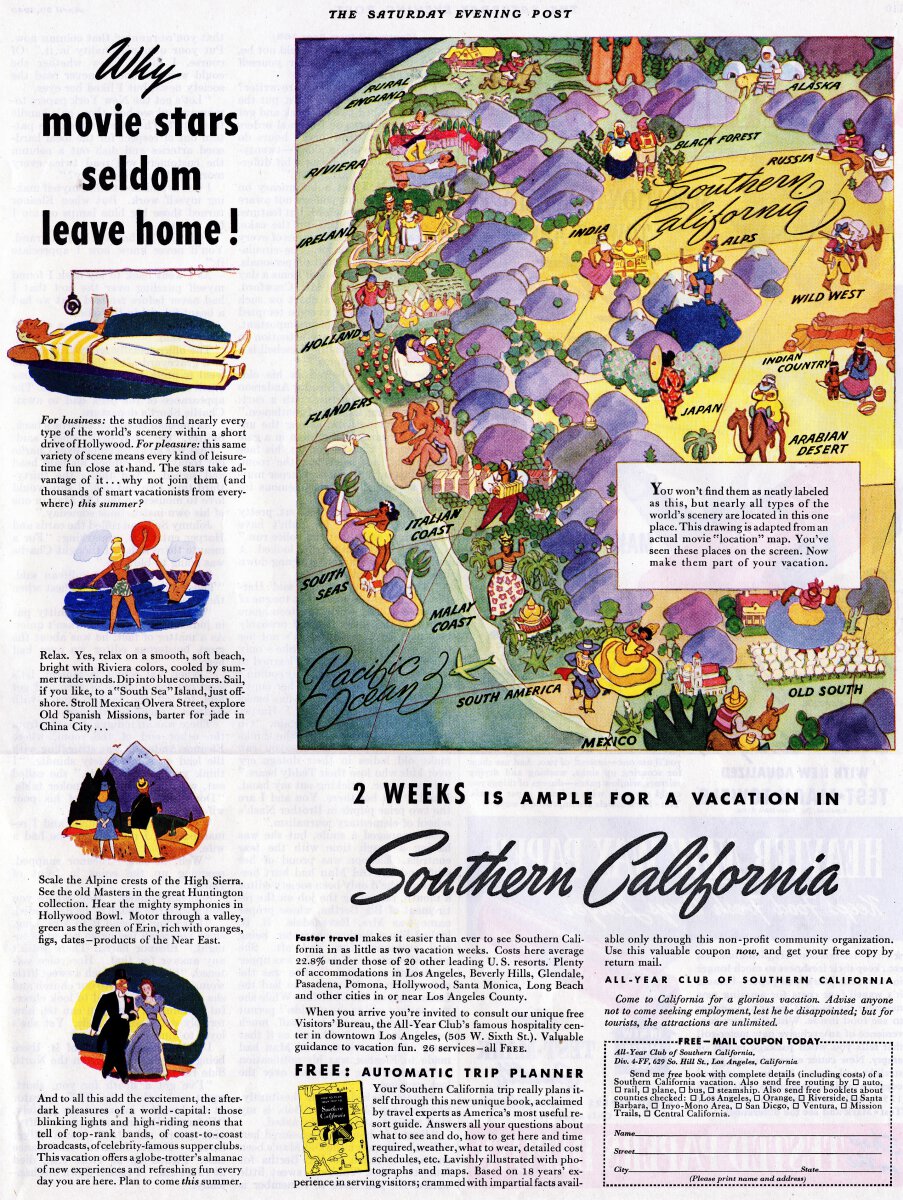 THE SATURDAY EVENING POST
Why
movie stars
seldom
leave home!
For business: the studios find nearly every
type of the world's scenery within a short
drive of Hollywood. For pleasure: this same
variety of scene means every kind of leisure-
time fun close at hand. The stars take ad-
vantage of it...why not join them (and
thousands of smart vacationists from every-
where) this summer?
Relax. Yes, relax on a smooth, soft beach,
bright with Riviera colors, cooled by sum-
mer trade winds. Dip into blue combers. Sail,
if you like, to a "South Sea" Island, just off-
shore. Stroll Mexican Olvera Street, explore
Old Spanish Missions, barter for jade in
China City...
Scale the Alpine crests of the High Sierra.
See the old Masters in the great Huntington
collection. Hear the mighty symphonies in
Hollywood Bowl. Motor through a valley,
green as the green of Erin, rich with oranges,
figs, dates—products of the Near East.
And to all this add the excitement, the after-
dark pleasures of a world-capital: those
blinking lights and high-riding neons that
tell of top-rank bands, of coast-to-coast
broadcasts, of celebrity-famous supper clubs.
This vacation offers a globe-trotter's almanac
of new experiences and refreshing fun every
day you are here. Plan to come this summer.
RURAL
ENGLAND
ALASKA
RIVIERA
BLACK FOREST
RUSSIA
Southern
California
IRELAND
INDIA
ALPS
WILD WEST
HOLLAND
INDIAN
COUNTRY
FLANDERS
JAPAN
ARABIAN
DESERT
You won't find them as neatly labeled
as this, but nearly all types of the
world's scenery are located in this one
place. This drawing is adapted from an
actual movie "location" map. You've
seen these places on the screen. Now
make them part of your vacation.
ITALIAN
COAST
SOUTH
SEAS
MALAY
COAST
Pacific
Ocean
SOUTH AMERICA
OLD SOUTH
MEXICO
2 WEEKS IS AMPLE FOR A VACATION IN
Southern California
Faster travel makes it easier than ever to see Southern Cali-
fornia in as little as two vacation weeks. Costs here average
22.8% under those of 20 other leading U.S. resorts. Plenty
of accommodations in Los Angeles, Beverly Hills, Glendale,
Pasadena, Pomona, Hollywood, Santa Monica, Long Beach
and other cities in or near Los Angeles County.
When you arrive you're invited to consult our unique free
Visitors' Bureau, the All-Year Club's famous hospitality cen-
ter in downtown Los Angeles, (505 W. Sixth St.). Valuable
guidance to vacation fun. 26 services—all FREE.
FREE: AUTOMATIC TRIP PLANNER
Southern
California
Your Southern California trip really plans it-
self through this new unique book, acclaimed
by travel experts as America's most useful re-
sort guide. Answers all your questions about
what to see and do, how to get here and time
required, weather, what to wear, detailed cost
schedules, etc. Lavishly illustrated with pho-
tographs and maps. Based on 18 years' ex-
perience in serving visitors; crammed with impartial facts avail-
able only through this non-profit community organization.
Use this valuable coupon now, and get your free copy by
return mail.
ALL-YEAR CLUB OF SOUTHERN CALIFORNIA
Come to California for a glorious vacation. Advise anyone
not to come seeking employment, lest he be disappointed; but for
tourists, the attractions are unlimited.
FREE—MAIL COUPON TODAY
All-Year Club of Southern California,
Div. 4-FF, 629 So. Hill St., Los Angeles, California
Send me free book with complete details (including costs) of a
Southern California vacation. Also send free routing by □ auto,
□ rail, □ plane, □ bus, □ steamship. Also send free booklets about
counties checked: □ Los Angeles, □ Orange, □ Riverside, □ Santa
Barbara, □ Inyo-Mono Area, □ San Diego, □ Ventura, □ Mission
Trails, □ Central California.
Name
Street
City State
(Please print name and address)